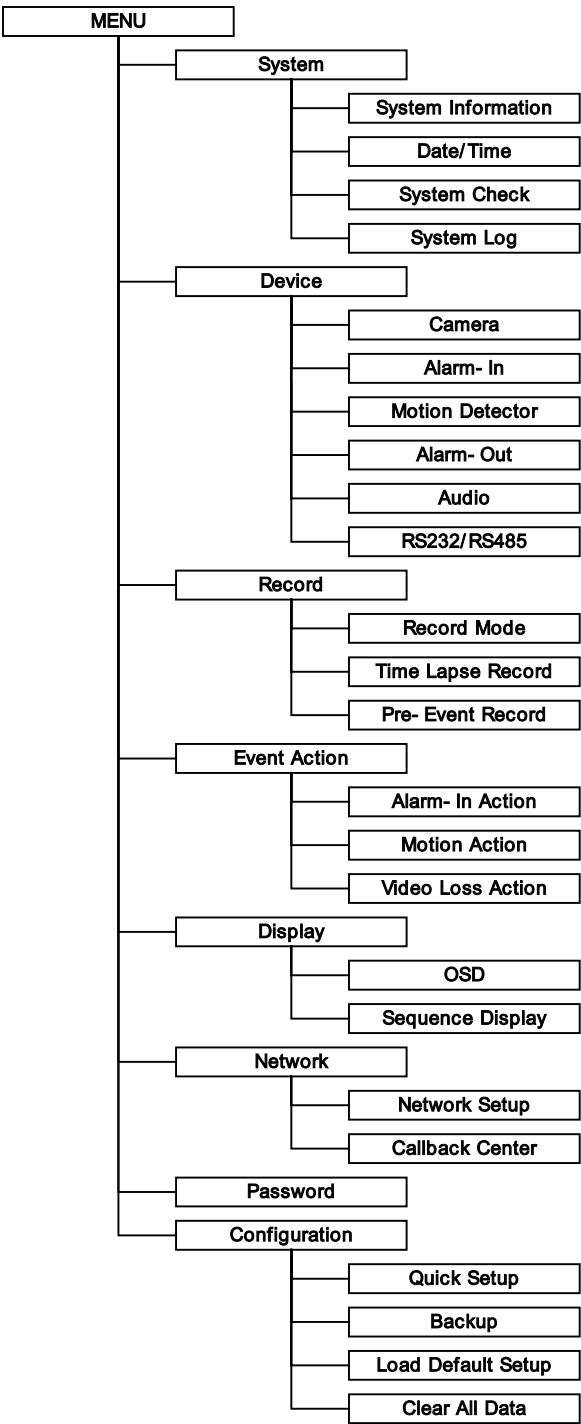 MENU
System
System Information
Date/Time
System Check
System Log
Device
Camera
Alarm-In
Motion Detector
Alarm-Out
Audio
RS232/RS485
Record
Record Mode
Time Lapse Record
Pre-Event Record
Event Action
Alarm-In Action
Motion Action
Video Loss Action
Display
OSD
Sequence Display
Network
Network Setup
Callback Center
Password
Configuration
Quick Setup
Backup
Load Default Setup
Clear All Data